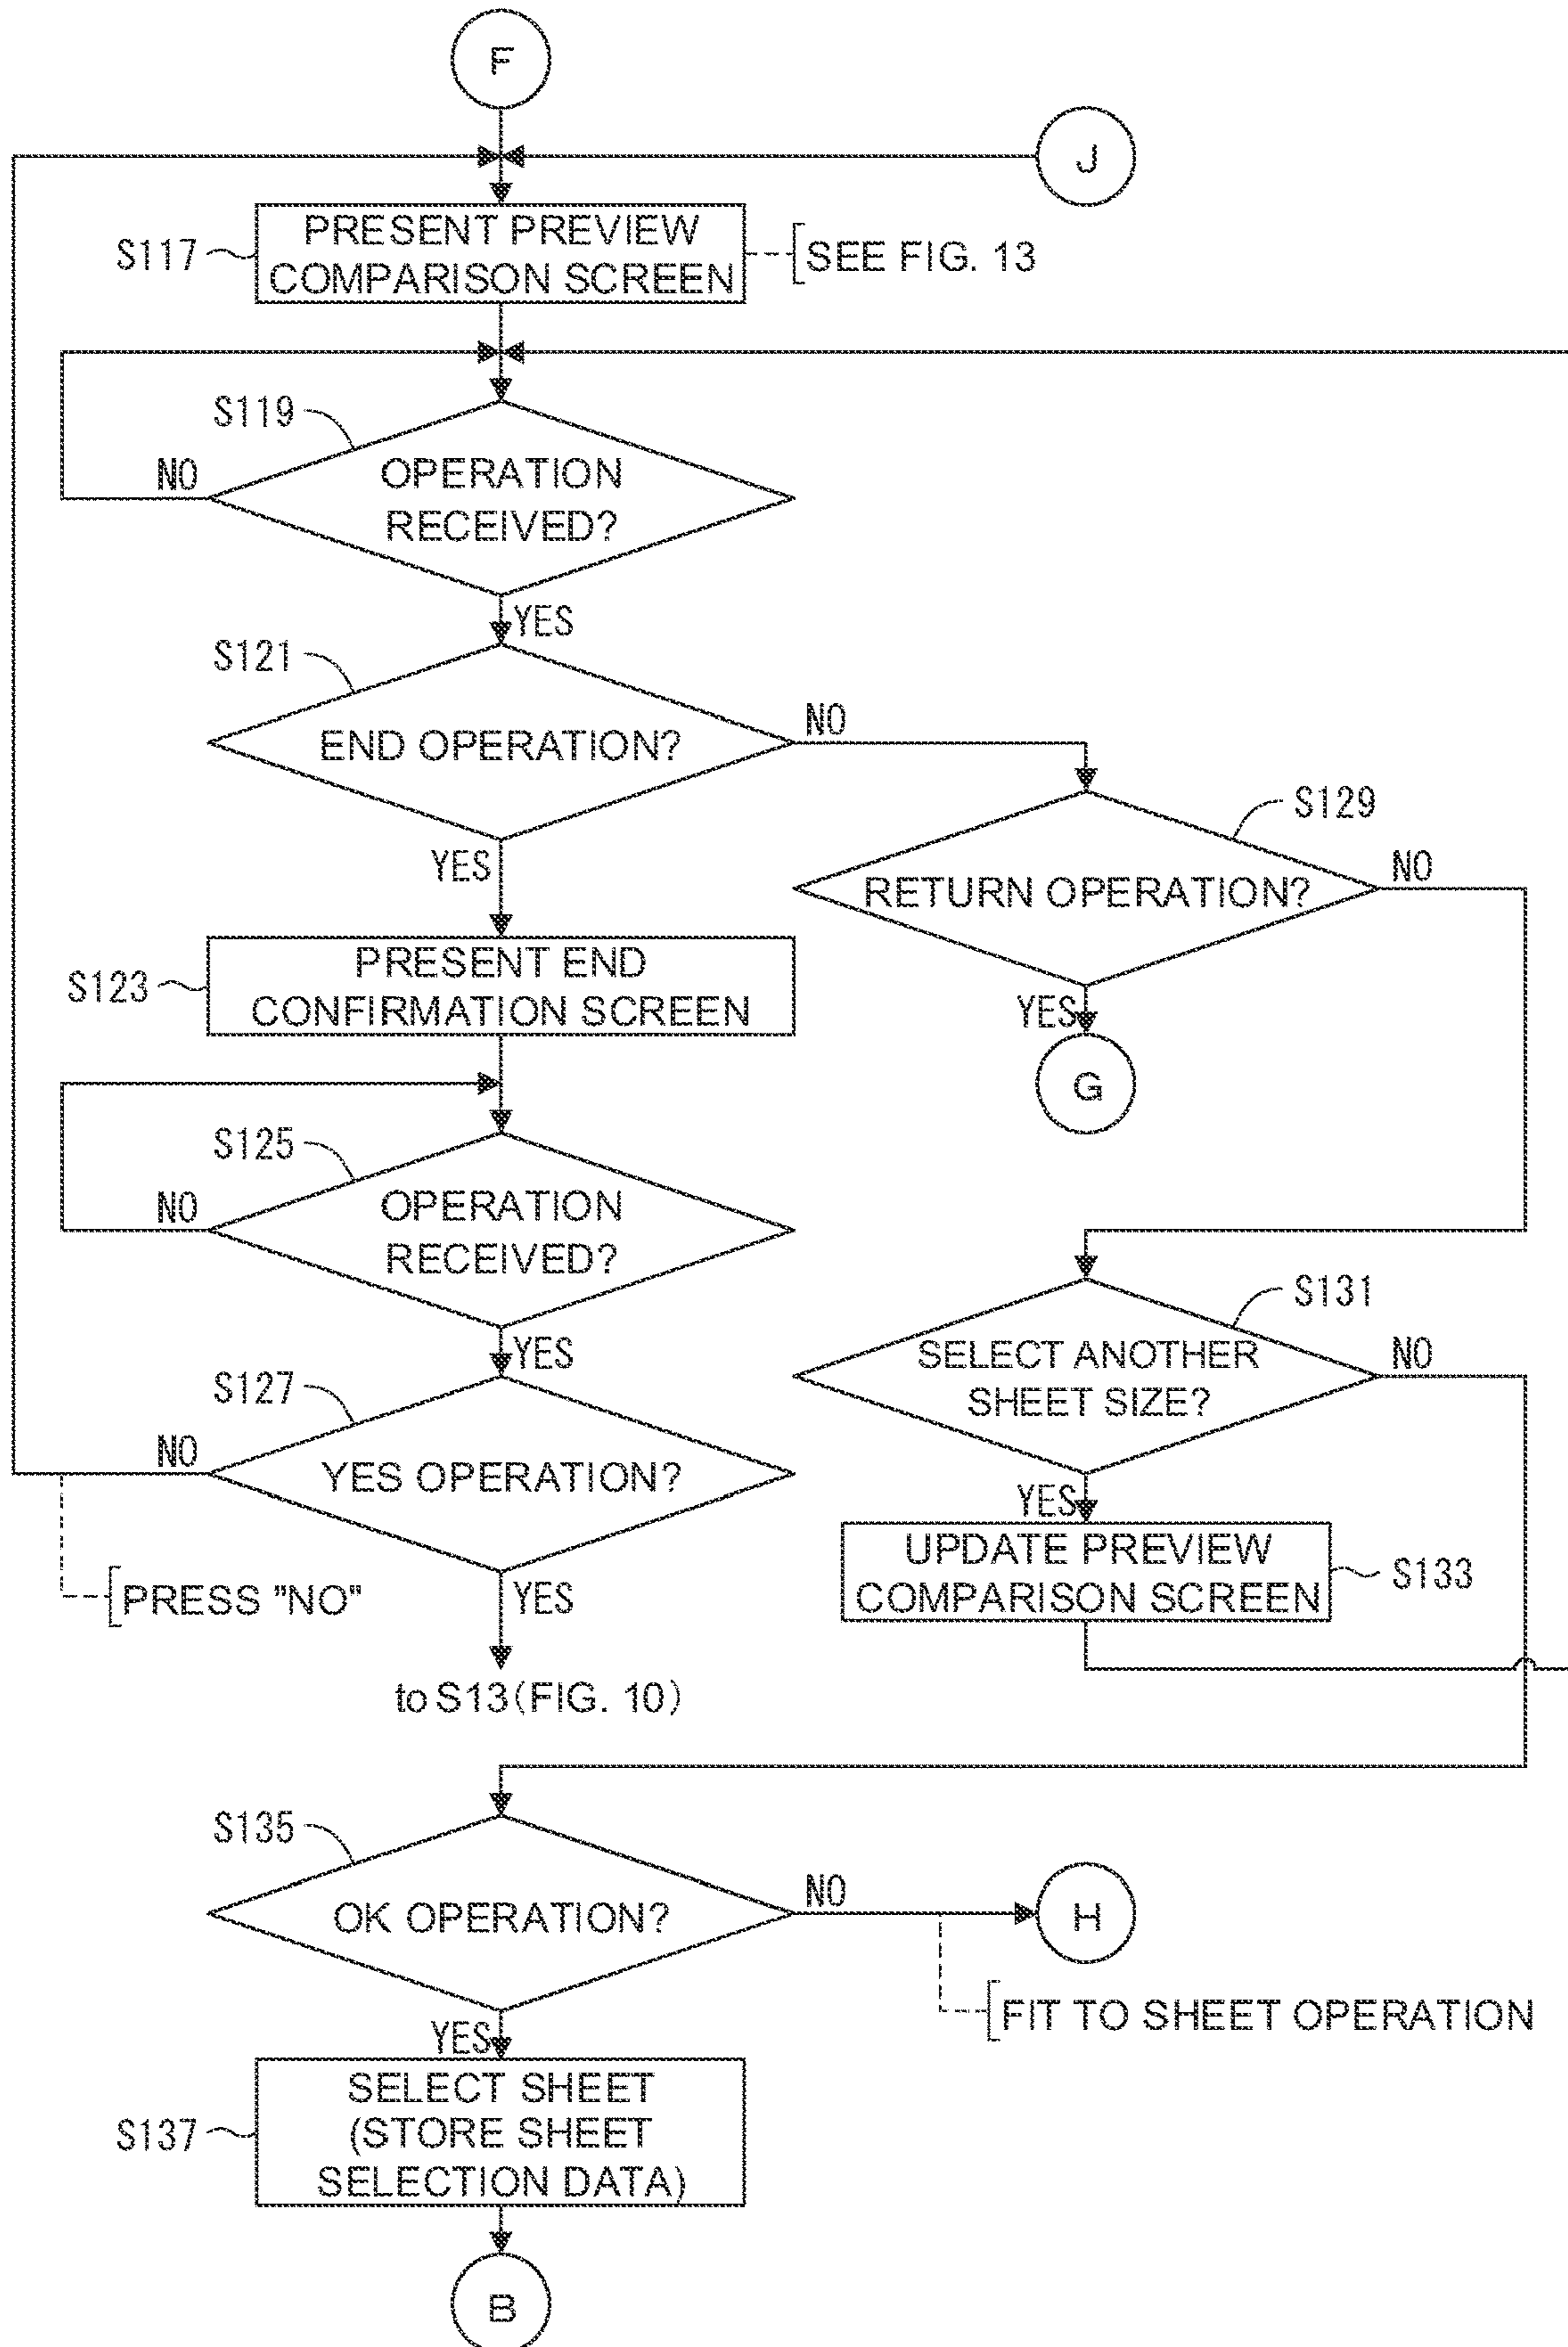 F
J
S117
PRESENT PREVIEW
COMPARISON SCREEN
SEE FIG. 13
S119
OPERATION
RECEIVED?
NO
YES
S121
END OPERATION?
NO
YES
S129
RETURN OPERATION?
NO
YES
G
S123
PRESENT END
CONFIRMATION SCREEN
S125
OPERATION
RECEIVED?
NO
YES
S131
SELECT ANOTHER
SHEET SIZE?
NO
YES
S127
YES OPERATION?
NO
PRESS "NO"
YES
to S13(FIG. 10)
UPDATE PREVIEW
COMPARISON SCREEN
S133
S135
OK OPERATION?
NO
H
FIT TO SHEET OPERATION
YES
S137
SELECT SHEET
(STORE SHEET
SELECTION DATA)
B